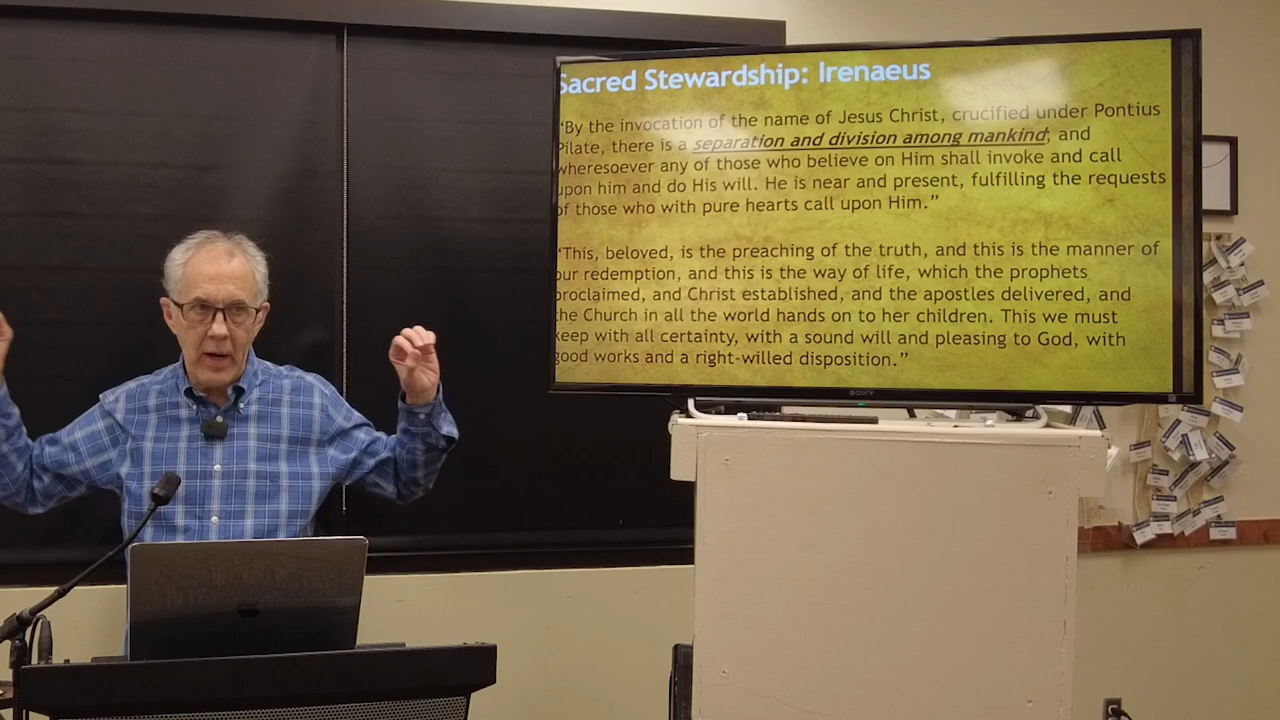 Sacred Stewardship: Irenaeus
“By the invocation of the name of Jesus Christ, crucified under Pontius
Pilate, there is a separation and division among mankind; and
wheresoever any of those who believe on Him shall invoke and call
upon him and do His will. He is near and present, fulfilling the requests
of those who with pure hearts call upon Him.”
“This, beloved, is the preaching of the truth, and this is the manner of
our redemption, and this is the way of life, which the prophets
proclaimed, and Christ established, and the apostles delivered, and
the Church in all the world hands on to her children. This we must
keep with all certainty, with a sound will and pleasing to God, with
good works and a right-willed disposition.”
SONY